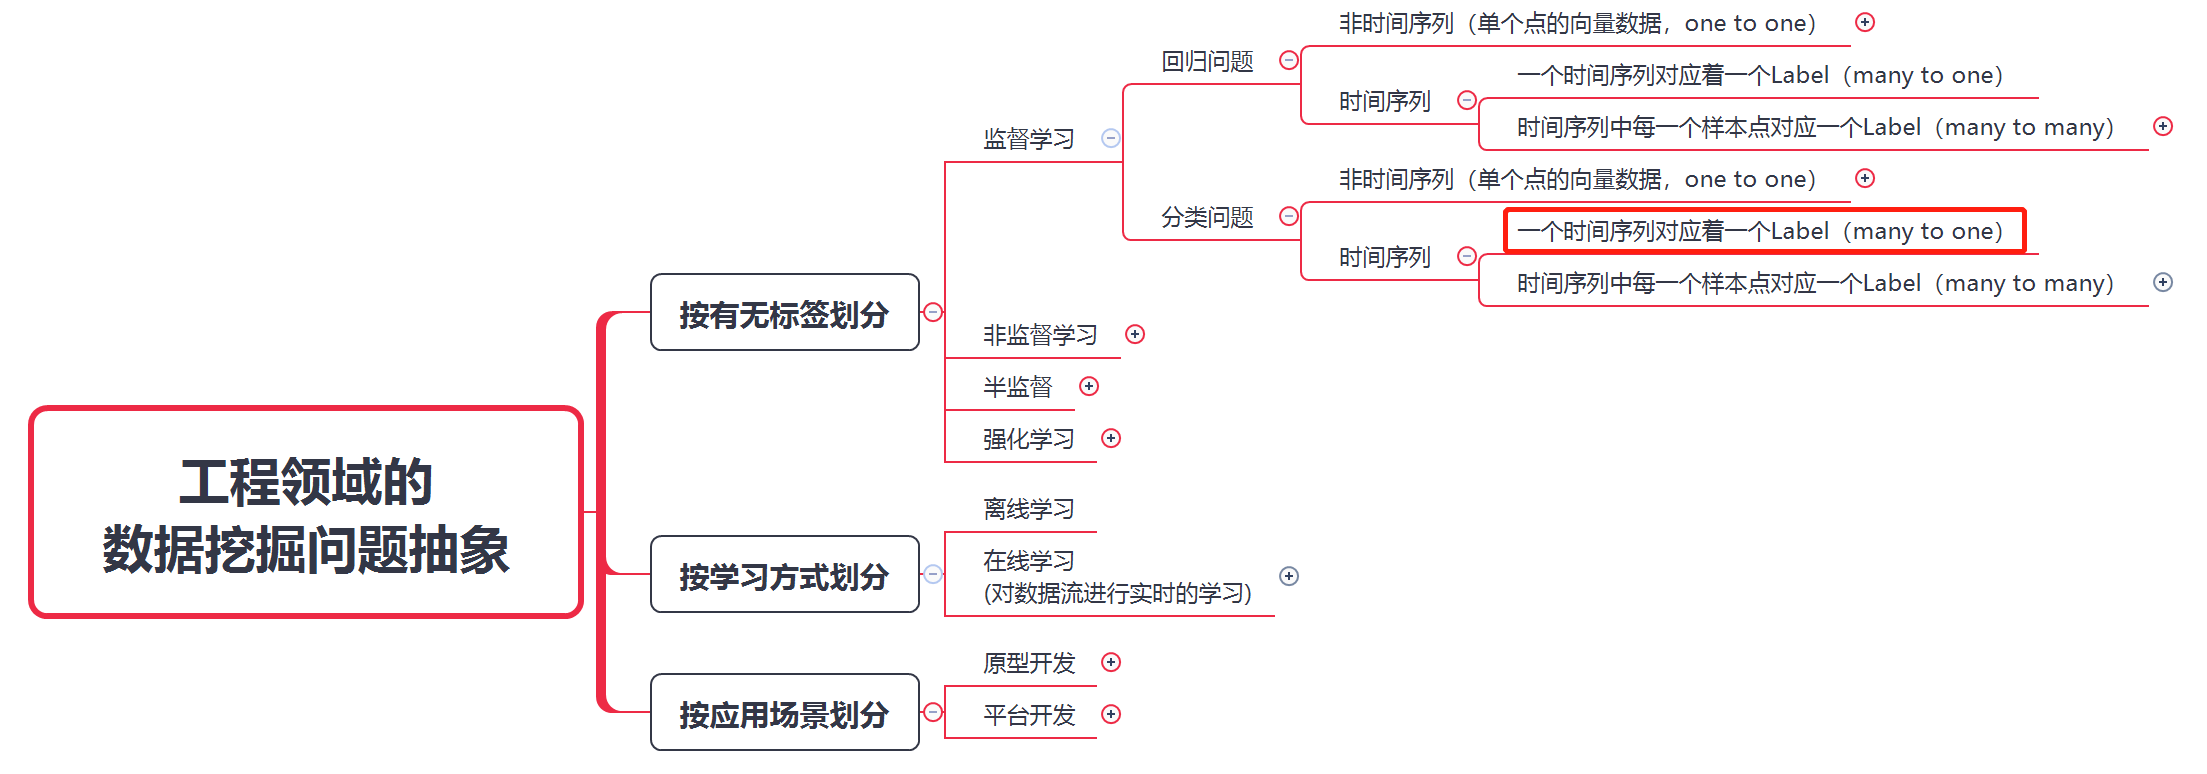 工程领域的
数据挖掘问题抽象
按有无标签划分
监督学习
回归问题
非时间序列（单个点的向量数据，one to one）
时间序列
一个时间序列对应着一个Label（many to one）
时间序列中每一个样本点对应一个Label（many to many）
分类问题
非时间序列（单个点的向量数据，one to one）
时间序列
一个时间序列对应着一个Label（many to one）
时间序列中每一个样本点对应一个Label（many to many）
非监督学习
半监督
强化学习
按学习方式划分
离线学习
在线学习
(对数据流进行实时的学习)
按应用场景划分
原型开发
平台开发